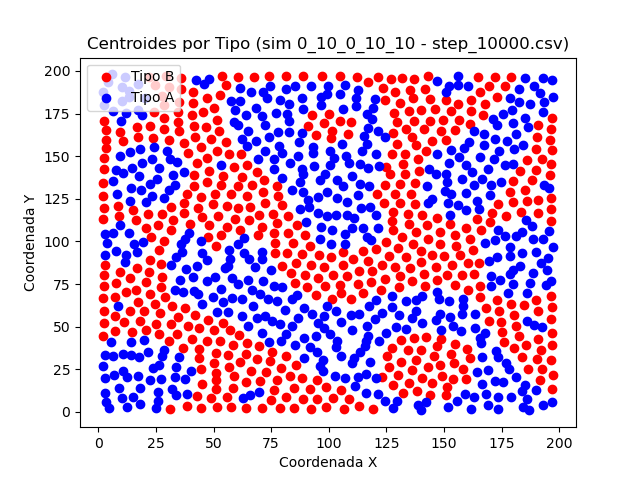 Centroides por Tipo (sim 0_10_0_10_10 - step_10000.csv)
Tipo B
Tipo A
200
175
150
125
100
75
50
25
0
Coordenada Y
0 25 50 75 100 125 150 175 200
Coordenada X